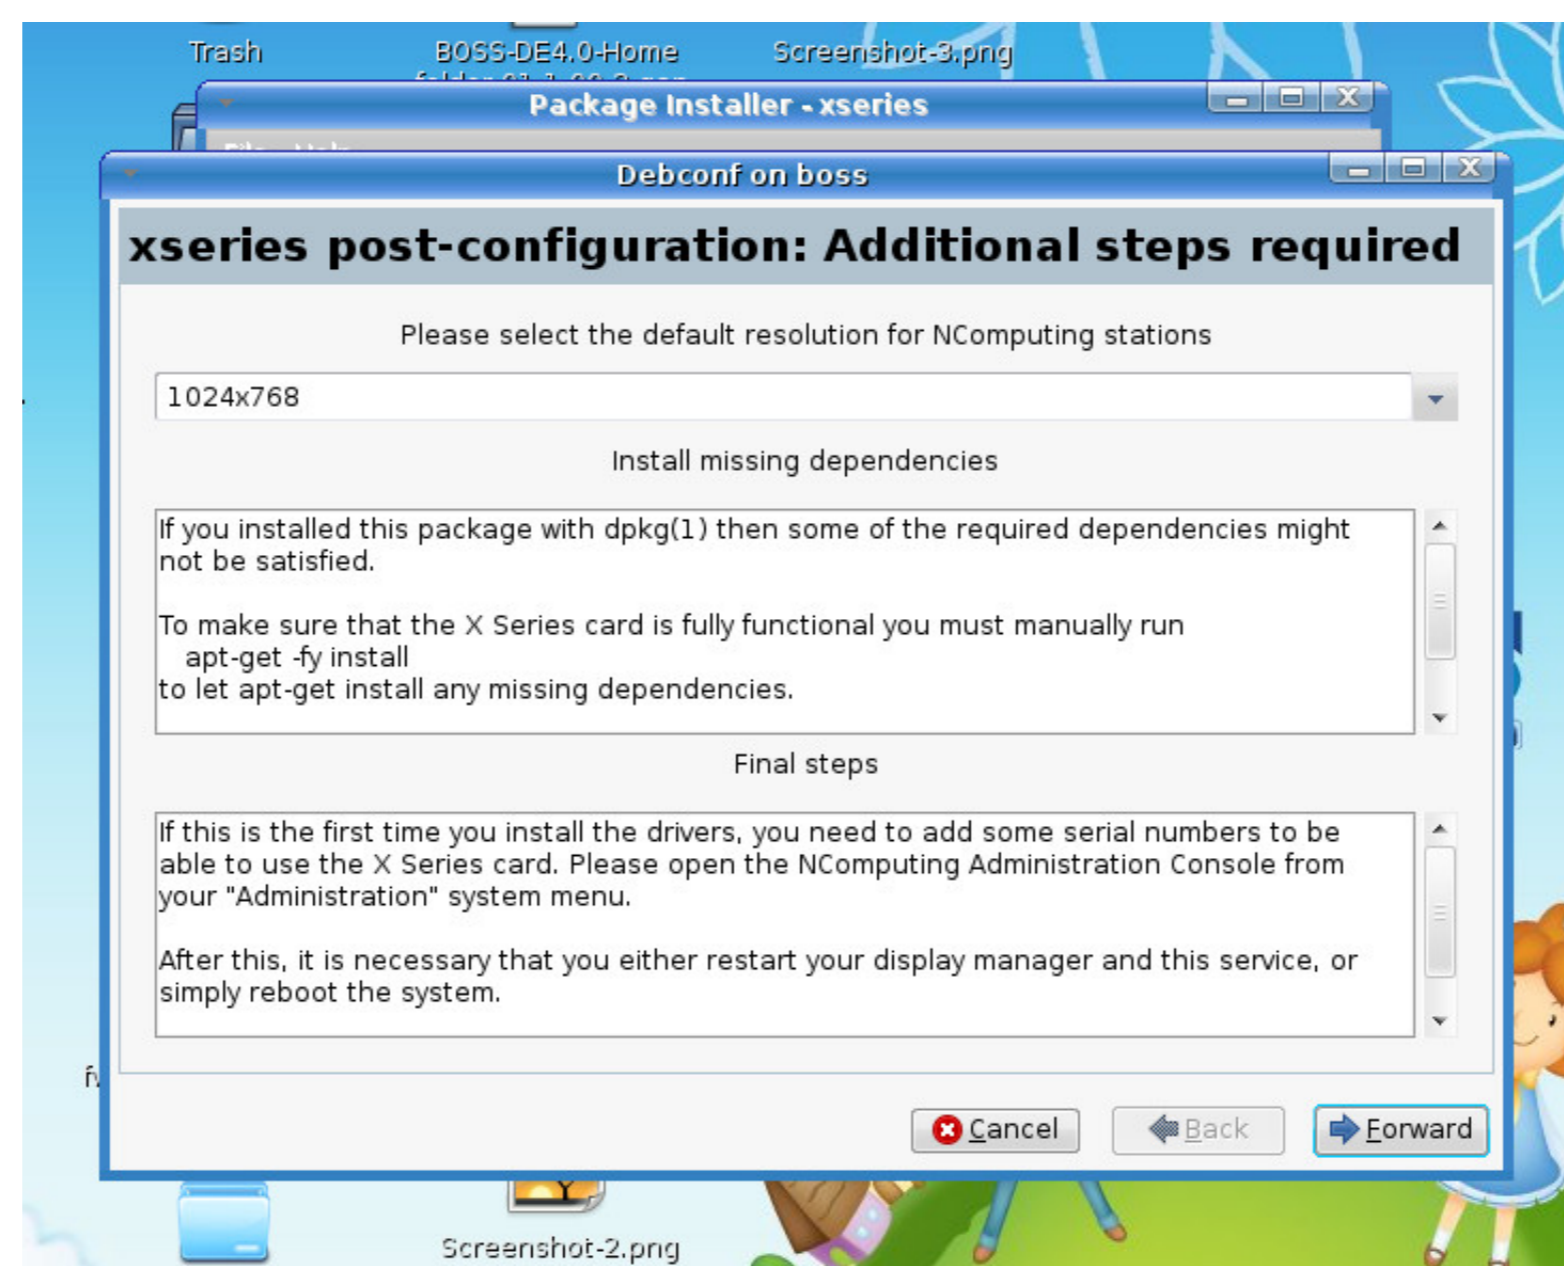 Trash
BOSS-DE4.0-Home
Screenshot-3.png
Package Installer - xseries
Debconf on boss
xseries post-configuration: Additional steps required
Please select the default resolution for NComputing stations
1024x768
Install missing dependencies
If you installed this package with dpkg(1) then some of the required dependencies might
not be satisfied.
To make sure that the X Series card is fully functional you must manually run
apt-get -fy install
to let apt-get install any missing dependencies.
Final steps
If this is the first time you install the drivers, you need to add some serial numbers to be
able to use the X Series card. Please open the NComputing Administration Console from
your "Administration" system menu.
After this, it is necessary that you either restart your display manager and this service, or
simply reboot the system.
Cancel
Back
Forward
Screenshot-2.png